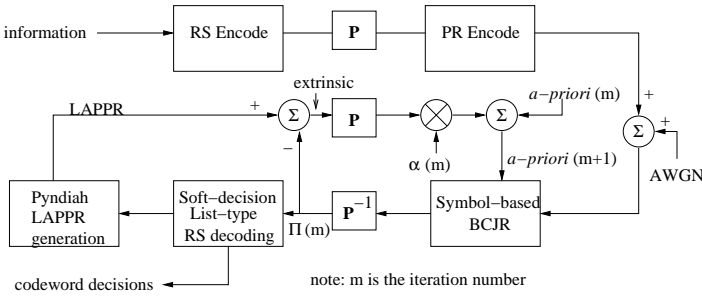 information
RS Encode
P
PR Encode
extrinsic
LAPPR
+
Σ
P
Σ
a−priori (m)
+
Σ
+
−
α (m)
a−priori (m+1)
AWGN
Pyndiah
LAPPR
generation
Soft−decision
List−type
RS decoding
Π (m)
P−1
Symbol−based
BCJR
codeword decisions
note: m is the iteration number